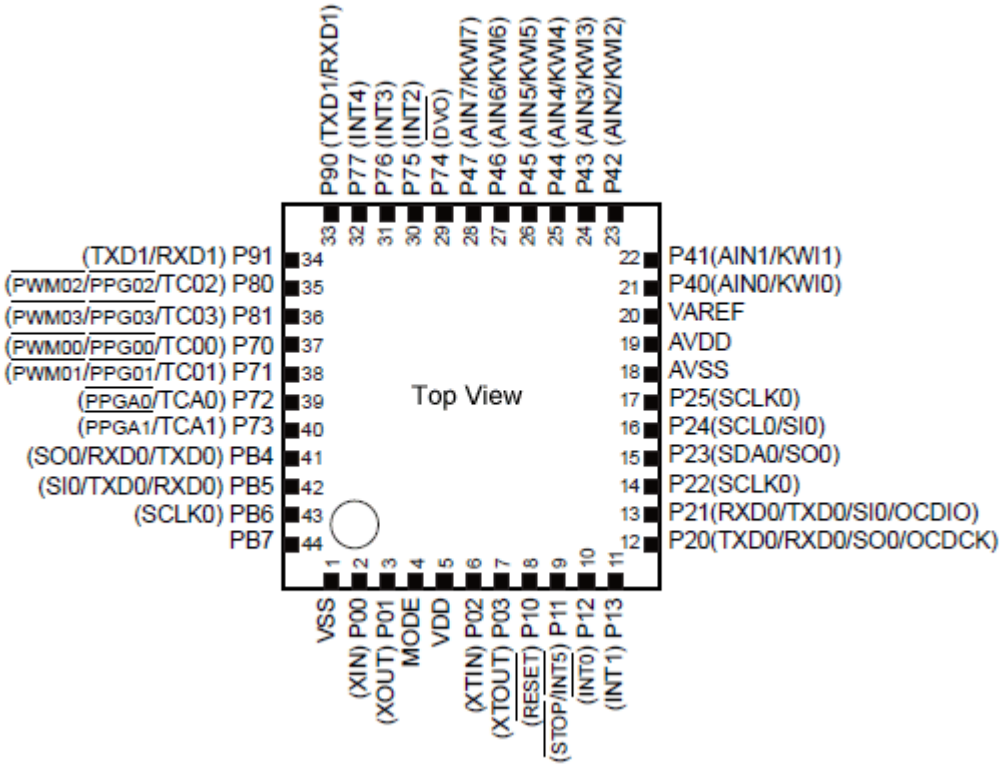 P90 (TXD1/RXD1)
P77 (INT4)
P76 (INT3)
P75 (INT2)
P74 (DVO)
P47 (AIN7/KWI7)
P46 (AIN6/KWI6)
P45 (AIN5/KWI5)
P44 (AIN4/KWI4)
P43 (AIN3/KWI3)
P42 (AIN2/KWI2)
33
32
31
30
29
28
27
26
25
24
23
(TXD1/RXD1) P91 34
(PWM02/PPG02/TC02) P80 35
(PWM03/PPG03/TC03) P81 36
(PWM00/PPG00/TC00) P70 37
(PWM01/PPG01/TC01) P71 38
(PPGA0/TCA0) P72 39
(PPGA1/TCA1) P73 40
(SO0/RXD0/TXD0) PB4 41
(SI0/TXD0/RXD0) PB5 42
(SCLK0) PB6 43
PB7 44
Top View
22 P41(AIN1/KWI1)
21 P40(AIN0/KWI0)
20 VAREF
19 AVDD
18 AVSS
17 P25(SCLK0)
16 P24(SCL0/SI0)
15 P23(SDA0/SO0)
14 P22(SCLK0)
13 P21(RXD0/TXD0/SI0/OCDIO)
12 P20(TXD0/RXD0/SO0/OCDCK)
1
2
3
4
5
6
7
8
9
10
11
VSS
(XIN) P00
(XOUT) P01
MODE
VDD
(XTIN) P02
(XTOUT) P03
(RESET) P10
(STOP/INT5) P11
(INT0) P12
(INT1) P13